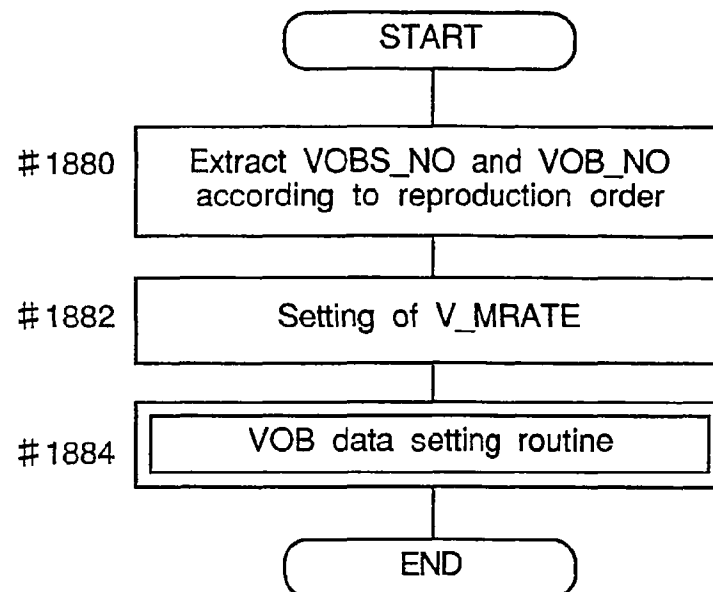 START
#1880
Extract VOBS_NO and VOB_NO
according to reproduction order
#1882
Setting of V_MRATE
#1884
VOB data setting routine
END